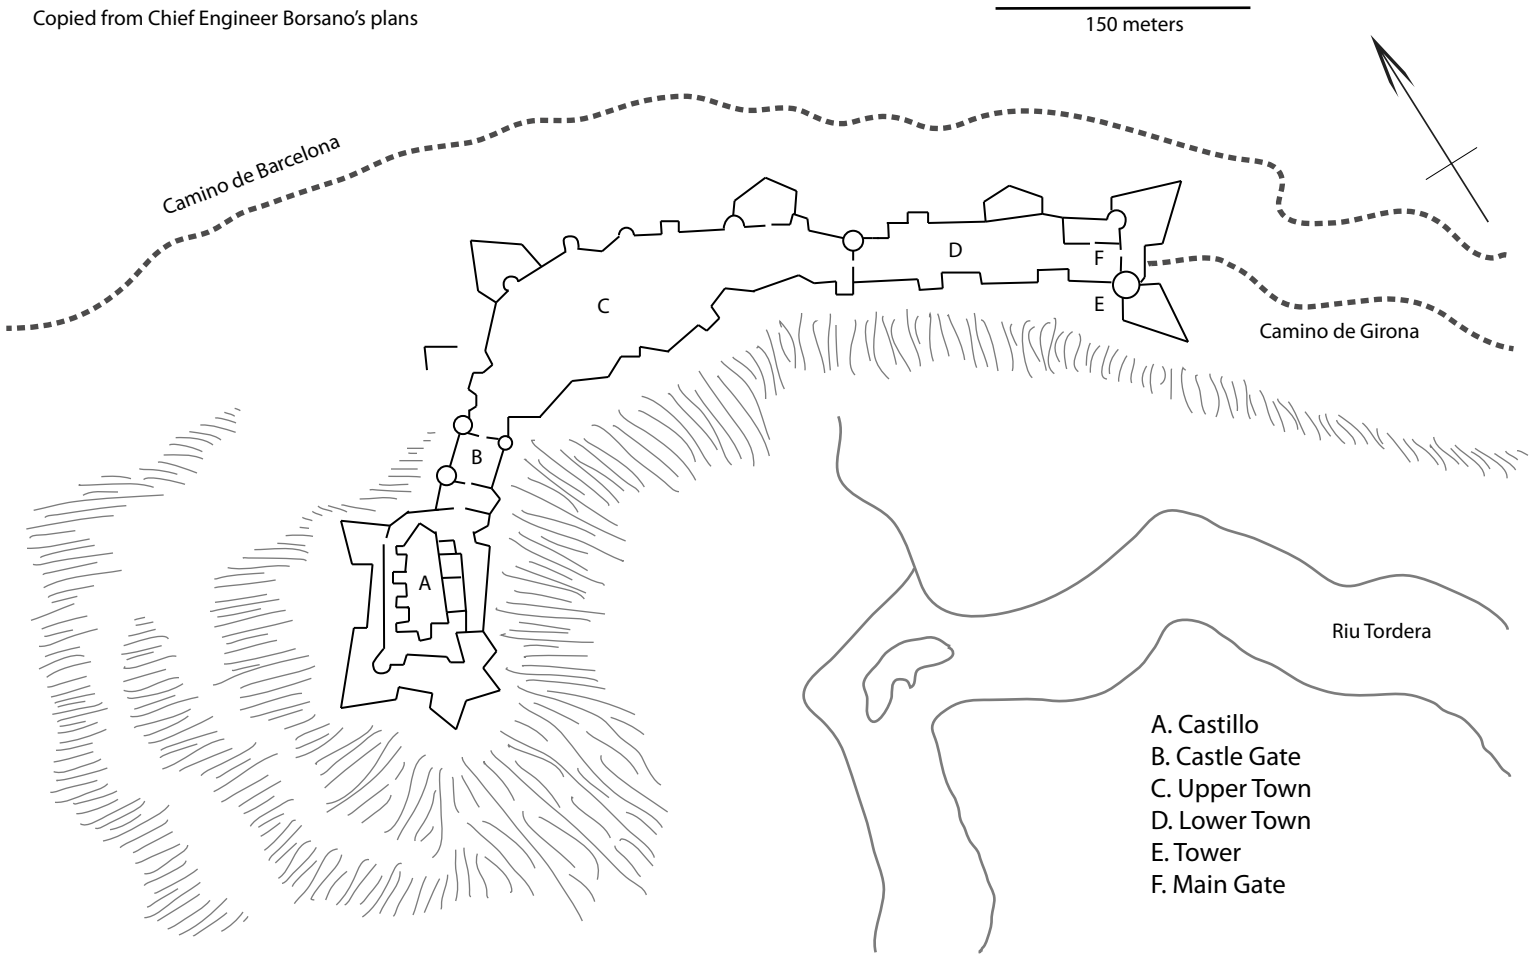 Copied from Chief Engineer Borsano’s plans
150 meters
Camino de Barcelona
D
F
C
E
Camino de Girona
B
A
Riu Tordera
A. Castillo
B. Castle Gate
C. Upper Town
D. Lower Town
E. Tower
F. Main Gate